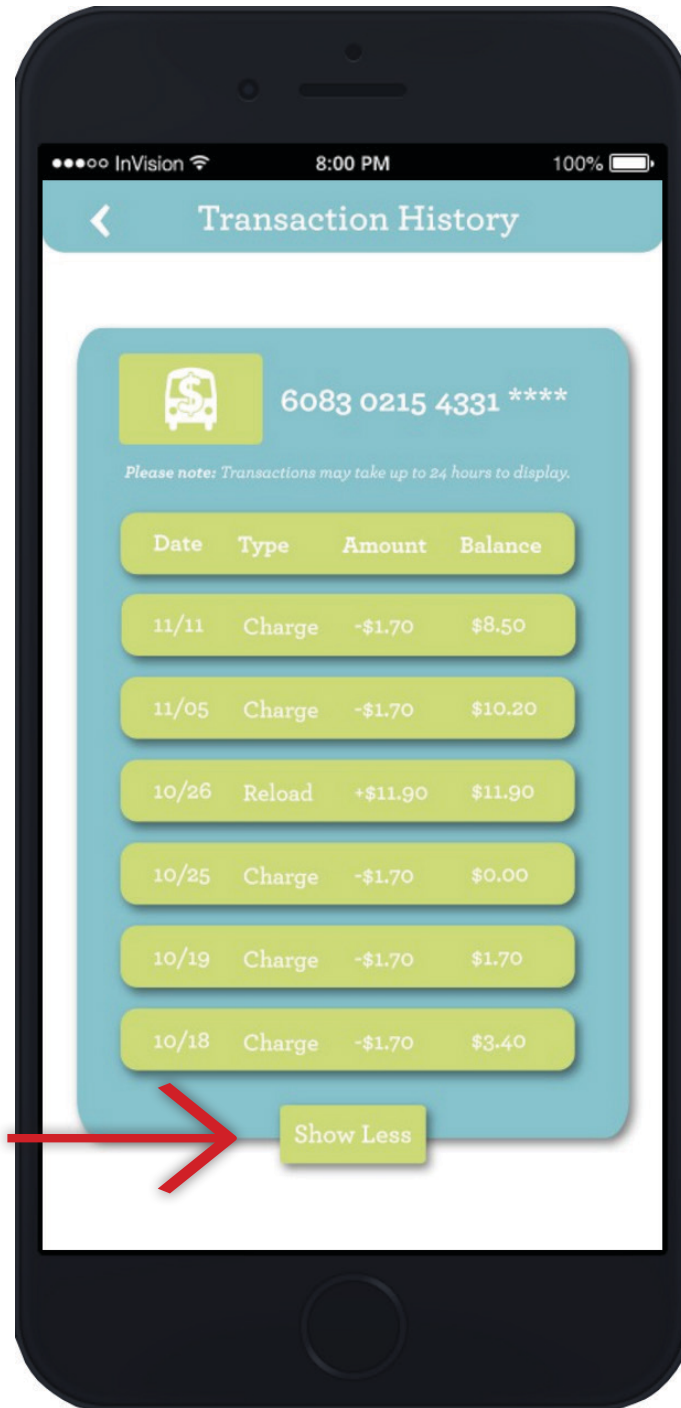 InVision 8:00 PM 100%
Transaction History
$
6083 0215 4331 ****
Please note: Transactions may take up to 24 hours to display.
Date Type Amount Balance
11/11 Charge -$1.70 $8.50
11/05 Charge -$1.70 $10.20
10/26 Reload +$11.90 $11.90
10/25 Charge -$1.70 $0.00
10/19 Charge -$1.70 $1.70
10/18 Charge -$1.70 $3.40
Show Less